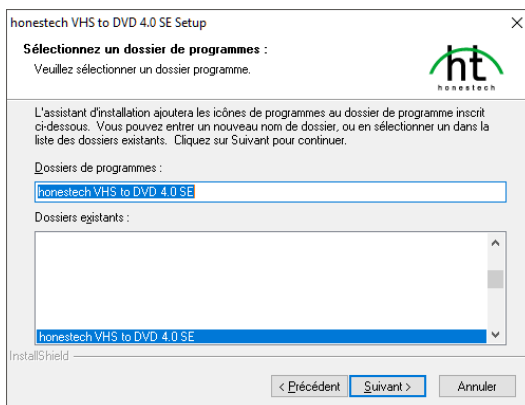 honestech VHS to DVD 4.0 SE Setup
Sélectionnez un dossier de programmes :
Veuillez sélectionner un dossier programme.
ht
honestech
L'assistant d'installation ajoutera les icônes de programmes au dossier de programme inscrit
ci-dessous. Vous pouvez entrer un nouveau nom de dossier, ou en sélectionner un dans la
liste des dossiers existants. Cliquez sur Suivant pour continuer.
Dossiers de programmes :
honestech VHS to DVD 4.0 SE
Dossiers existants :
honestech VHS to DVD 4.0 SE
InstallShield
< Précédent
Suivant >
Annuler